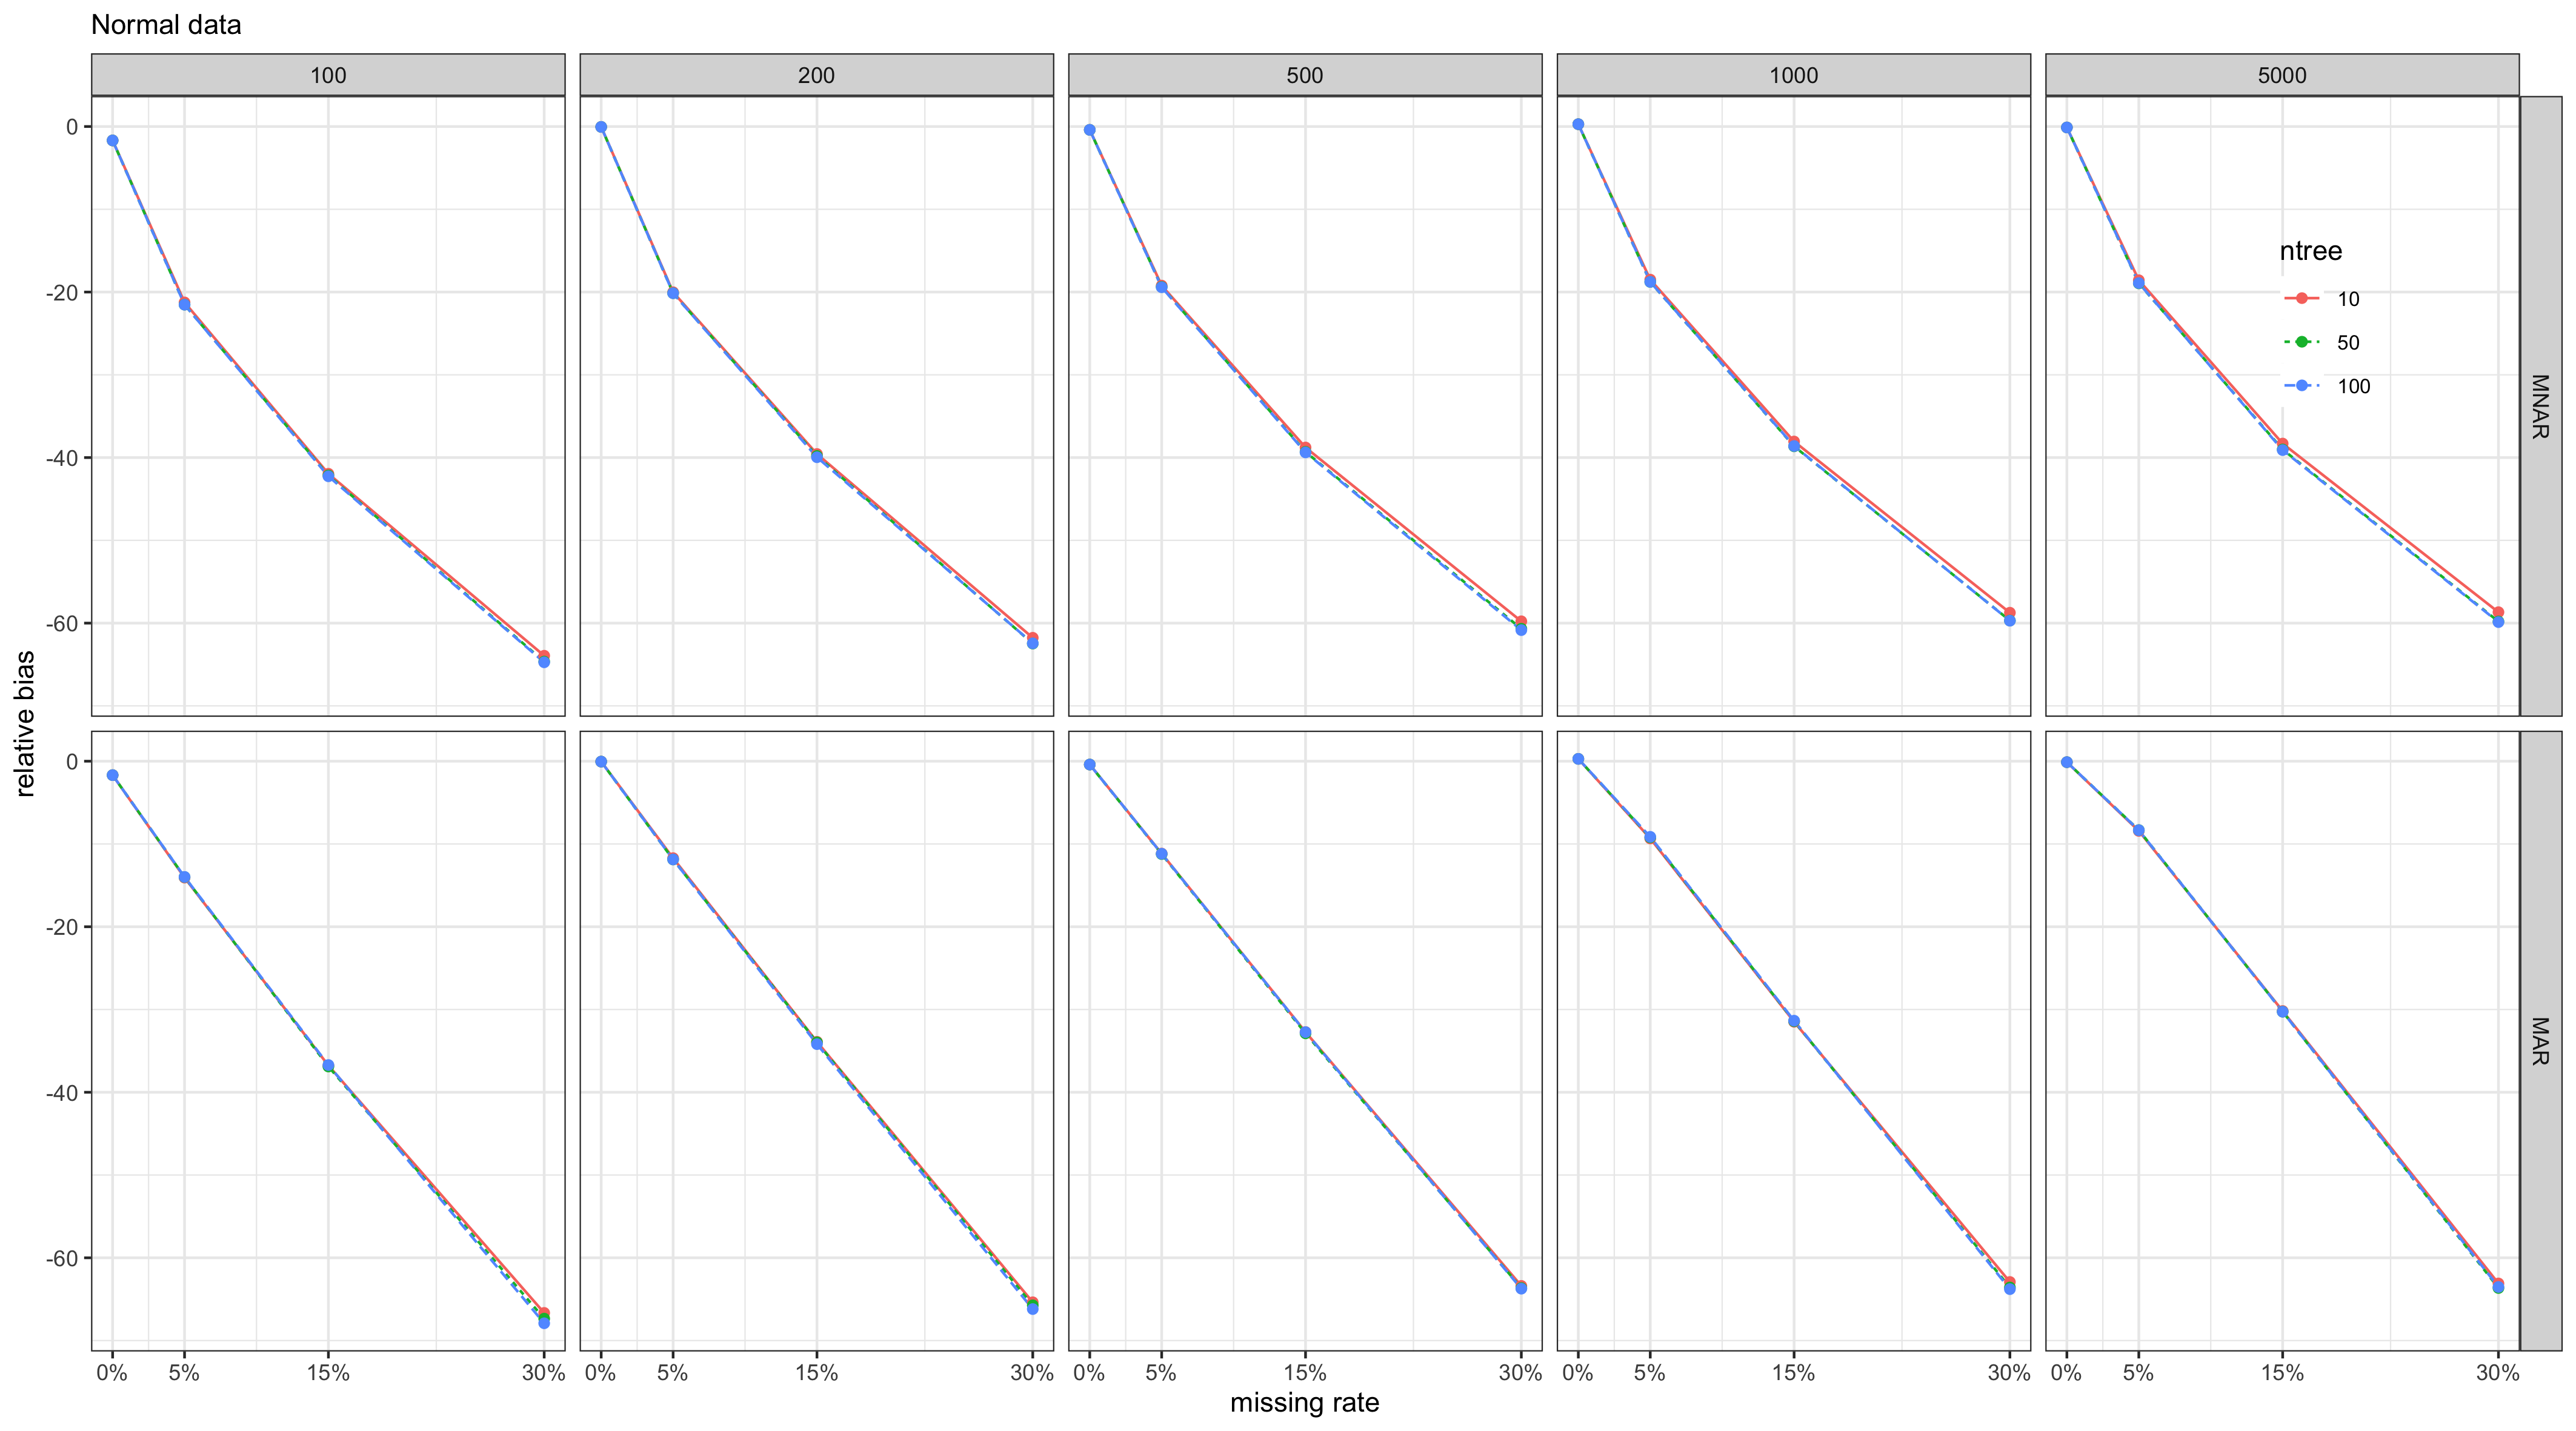 Normal data
100 200 500 1000 5000
0
-20
-40
-60
MNAR
ntree
10
50
100
relative bias
0
-20
-40
-60
MAR
0% 5% 15% 30% 0% 5% 15% 30% 0% 5% 15% 30% 0% 5% 15% 30% 0% 5% 15% 30%
missing rate